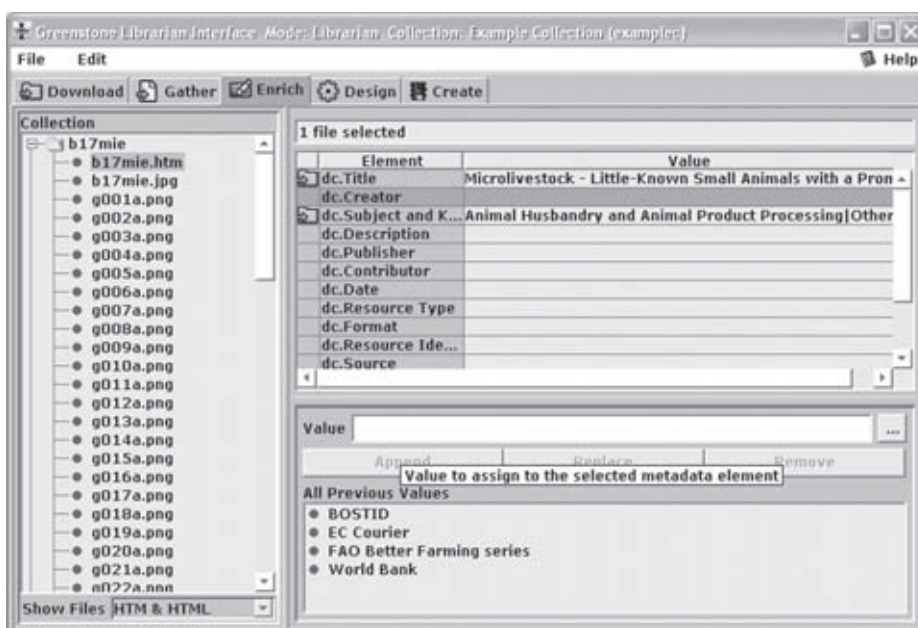 Greenstone Librarian Interface Mode: Librarian Collection: Example Collection (examplec)
File Edit Help
Download Gather Enrich Design Create
Collection
b17mie
b17mie.htm
b17mie.jpg
g001a.png
g002a.png
g003a.png
g004a.png
g005a.png
g006a.png
g007a.png
g008a.png
g009a.png
g010a.png
g011a.png
g012a.png
g013a.png
g014a.png
g015a.png
g016a.png
g017a.png
g018a.png
g019a.png
g020a.png
g021a.png
g022a.png
Show Files HTM & HTML
1 file selected
Element Value
dc.Title Microlivestock - Little-Known Small Animals with a Pron
dc.Creator
dc.Subject and K... Animal Husbandry and Animal Product Processing|Other
dc.Description
dc.Publisher
dc.Contributor
dc.Date
dc.Resource Type
dc.Format
dc.Resource Ide...
dc.Source
Value ...
Append Replace Remove
Value to assign to the selected metadata element
All Previous Values
BOSTID
EC Courier
FAO Better Farming series
World Bank